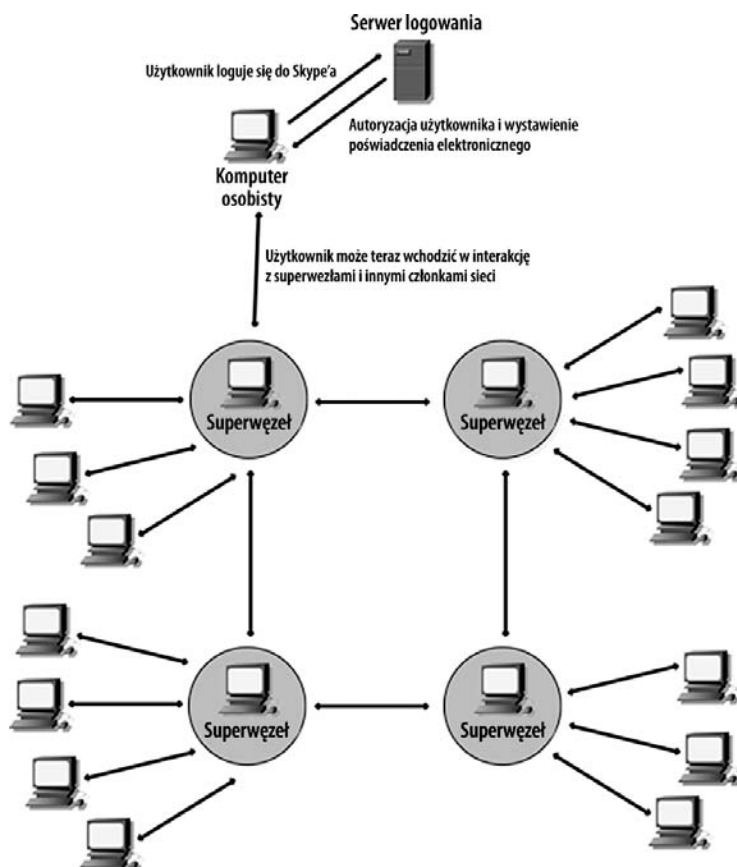 Serwer logowania
Użytkownik loguje się do Skype'a
Autoryzacja użytkownika i wystawienie
poświadczenia elektronicznego
Komputer
osobisty
Użytkownik może teraz wchodzić w interakcję
z superwezłami i innymi członkami sieci
Superwęzeł
Superwęzeł
Superwęzeł
Superwęzeł